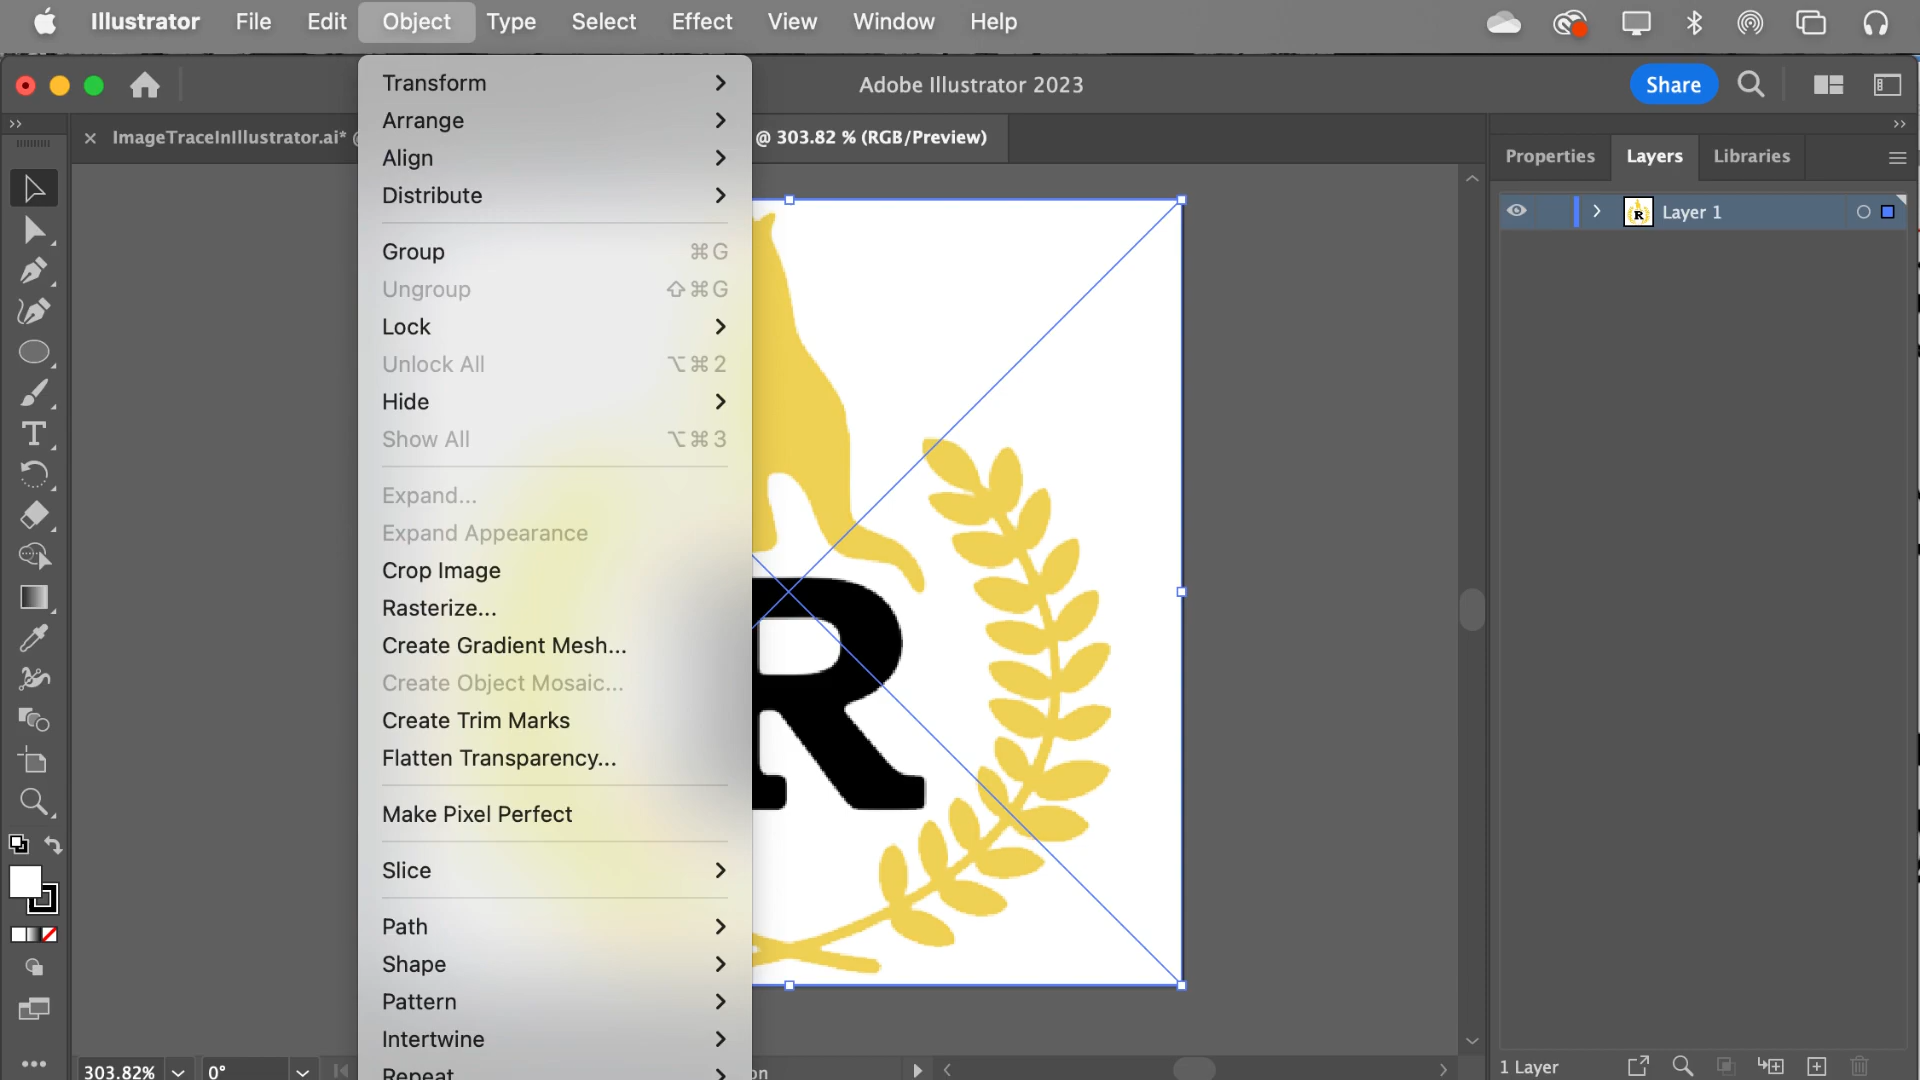 Illustrator File Edit Object Type Select Effect View Window Help
Adobe Illustrator 2023
Share
ImageTraceInIllustrator.ai*
@ 303.82 % (RGB/Preview)
Properties Layers Libraries
Layer 1
Transform
Arrange
Align
Distribute
Group ⌘G
Ungroup ⇧⌘G
Lock
Unlock All ⌥⌘2
Hide
Show All ⌥⌘3
Expand...
Expand Appearance
Crop Image
Rasterize...
Create Gradient Mesh...
Create Object Mosaic...
Create Trim Marks
Flatten Transparency...
Make Pixel Perfect
Slice
Path
Shape
Pattern
Intertwine
Repeat
R
303.82% 0°
1 Layer